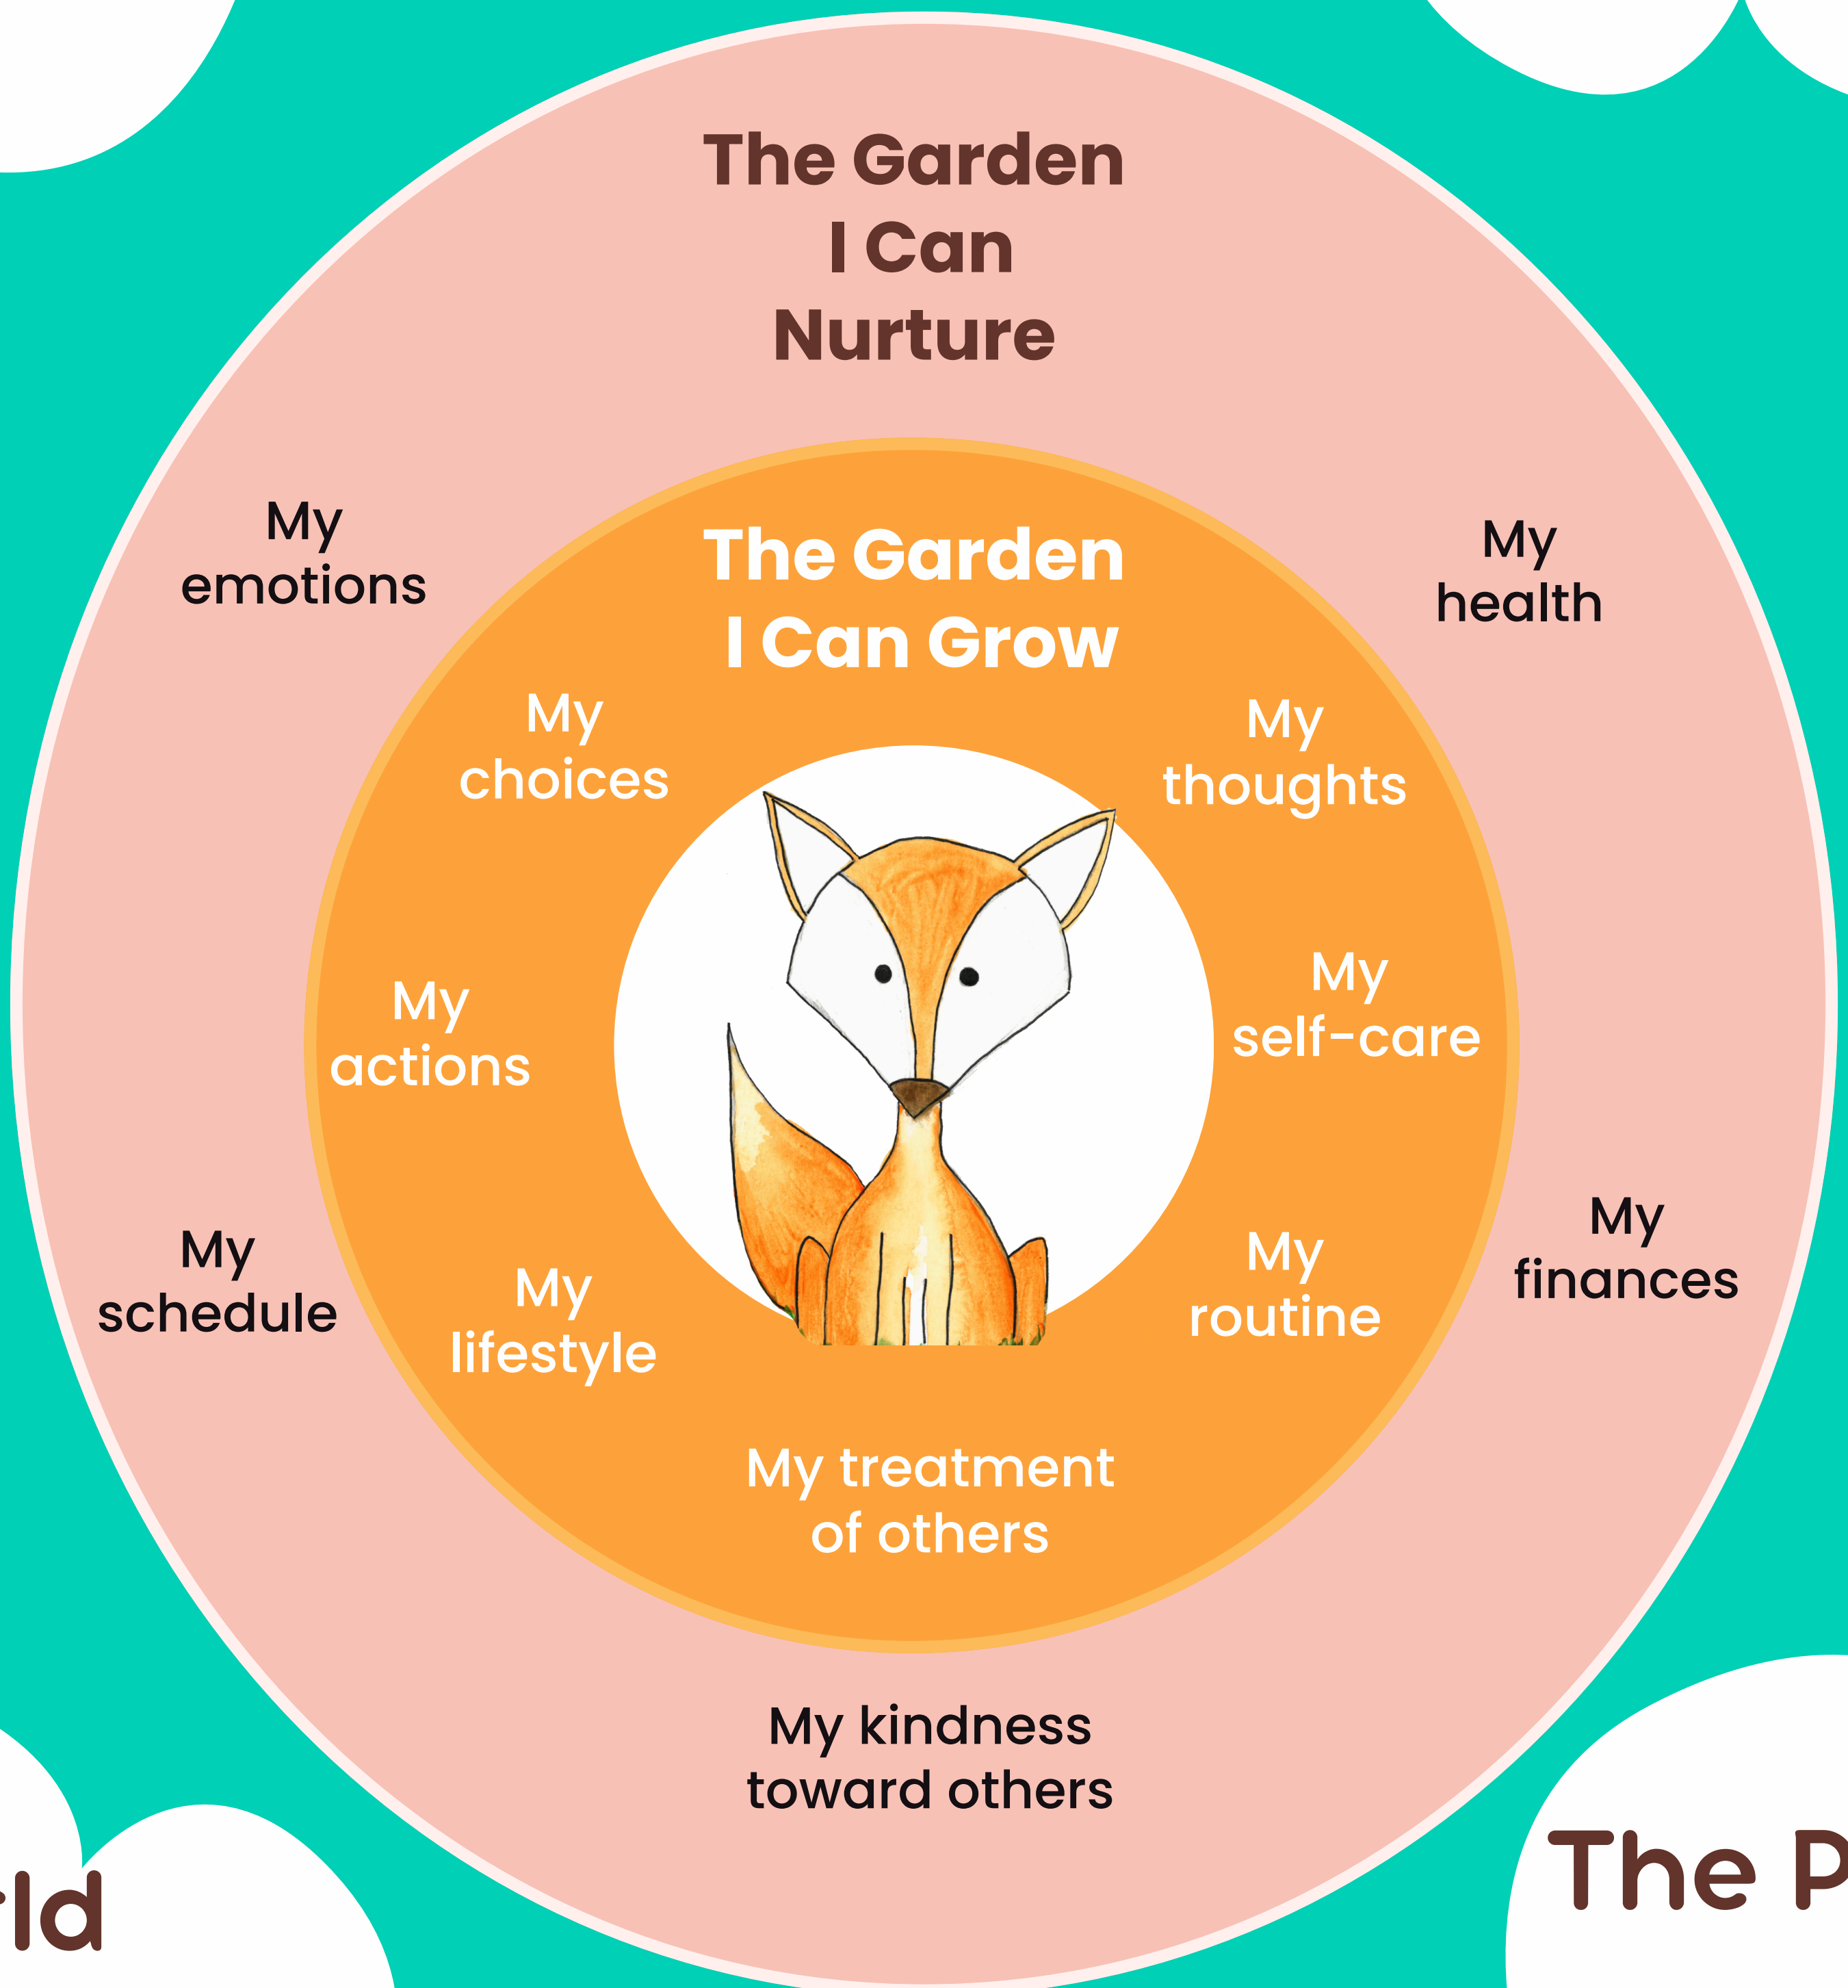 The Garden
I Can
Nurture
My
emotions
My
health
The Garden
I Can Grow
My
choices
My
thoughts
My
actions
My
self-care
My
schedule
My
lifestyle
My
routine
My
finances
My treatment
of others
My kindness
toward others
The